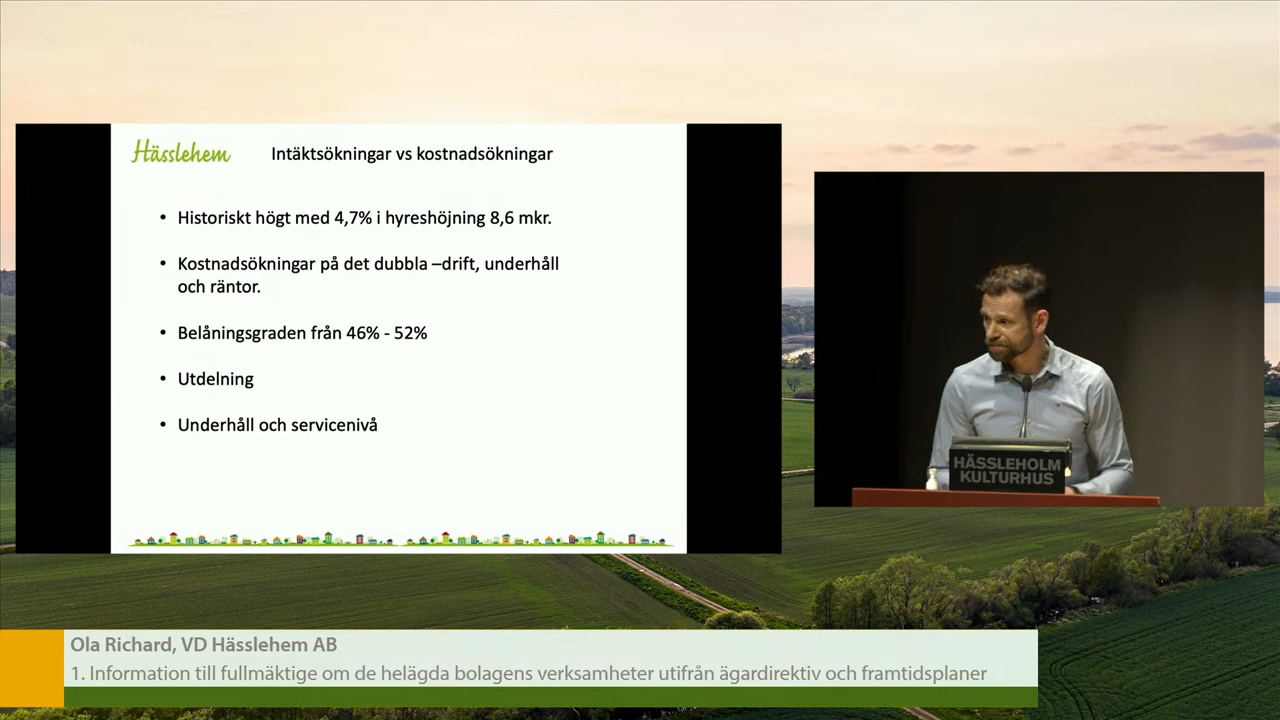 Hässlehem
Intäktsökningar vs kostnadsökningar
• Historiskt högt med 4,7% i hyreshöjning 8,6 mkr.
• Kostnadsökningar på det dubbla –drift, underhåll
och räntor.
• Belåningsgraden från 46% - 52%
• Utdelning
• Underhåll och servicenivå
HÄSSLEHOLM
KULTURHUS
Ola Richard, VD Hässlehem AB
1. Information till fullmäktige om de helägda bolagens verksamheter utifrån ägardirektiv och framtidsplaner